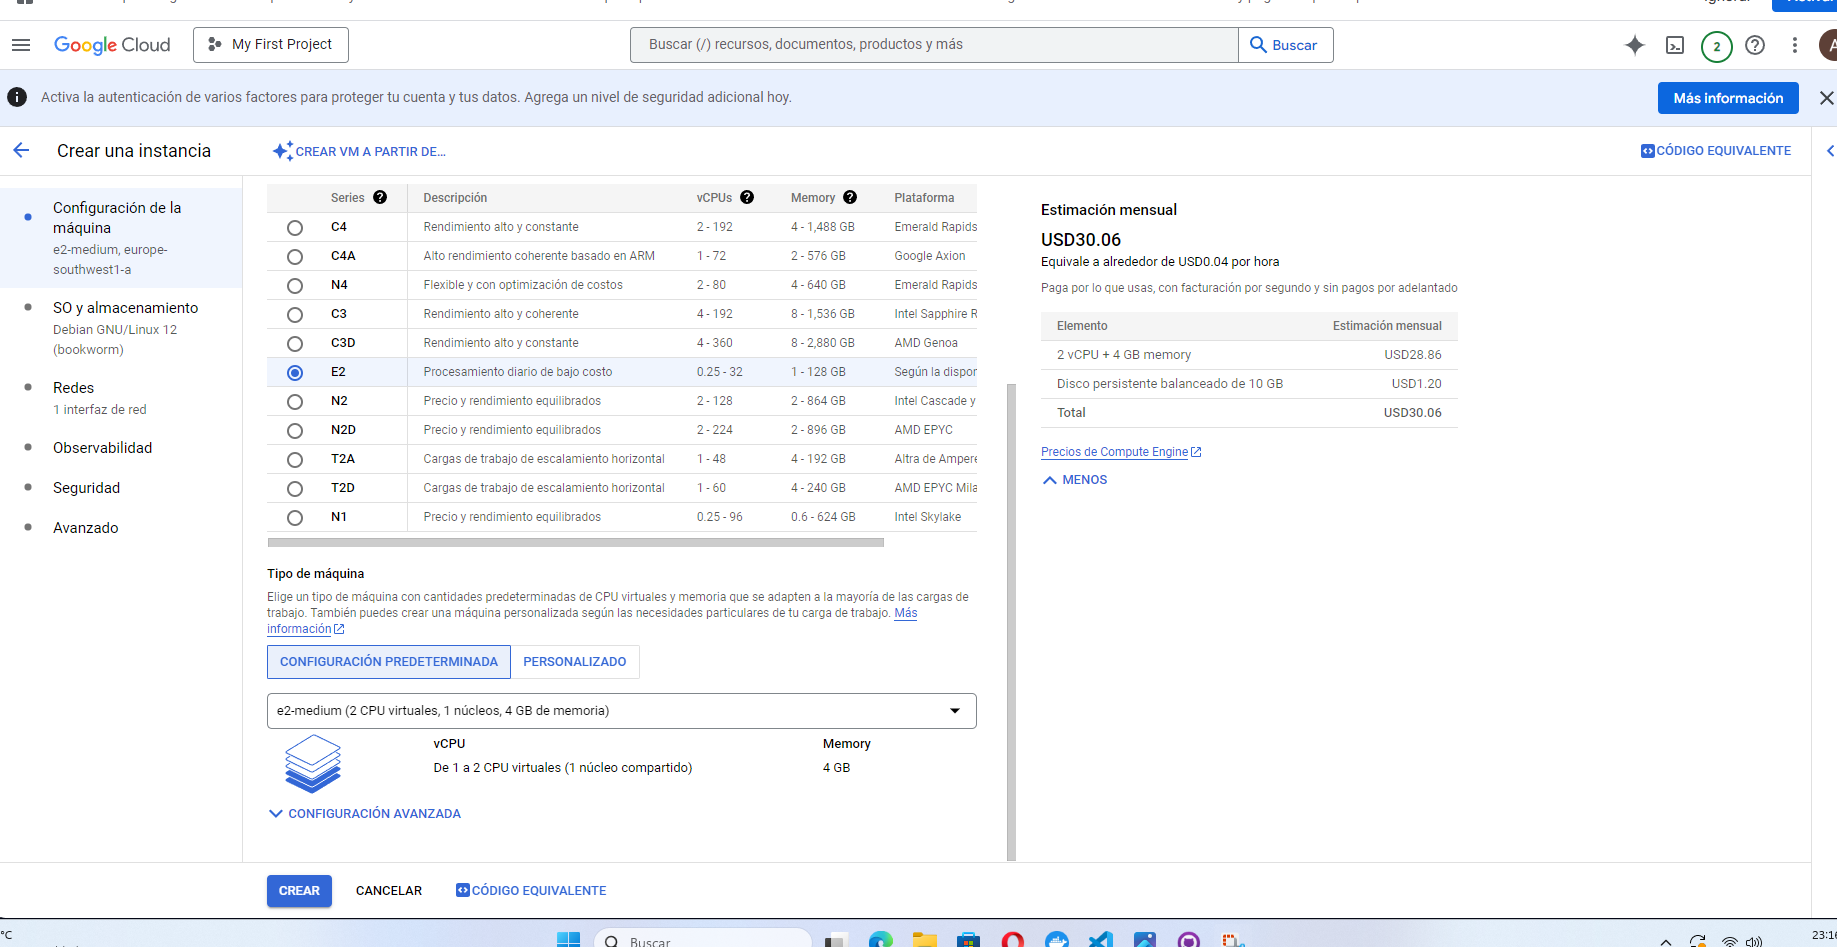 Google Cloud
My First Project
Buscar (/) recursos, documentos, productos y más
Buscar
2
A
Activa la autenticación de varios factores para proteger tu cuenta y tus datos. Agrega un nivel de seguridad adicional hoy.
Más información
Crear una instancia
CREAR VM A PARTIR DE...
CÓDIGO EQUIVALENTE
Configuración de la
máquina
e2-medium, europe-
southwest1-a
SO y almacenamiento
Debian GNU/Linux 12
(bookworm)
Redes
1 interfaz de red
Observabilidad
Seguridad
Avanzado
Series Descripción vCPUs Memory Plataforma
C4 Rendimiento alto y constante 2 - 192 4 - 1,488 GB Emerald Rapids
C4A Alto rendimiento coherente basado en ARM 1 - 72 2 - 576 GB Google Axion
N4 Flexible y con optimización de costos 2 - 80 4 - 640 GB Emerald Rapids
C3 Rendimiento alto y coherente 4 - 192 8 - 1,536 GB Intel Sapphire R
C3D Rendimiento alto y constante 4 - 360 8 - 2,880 GB AMD Genoa
E2 Procesamiento diario de bajo costo 0.25 - 32 1 - 128 GB Según la dispor
N2 Precio y rendimiento equilibrados 2 - 128 2 - 864 GB Intel Cascade y
N2D Precio y rendimiento equilibrados 2 - 224 2 - 896 GB AMD EPYC
T2A Cargas de trabajo de escalamiento horizontal 1 - 48 4 - 192 GB Altra de Ampere
T2D Cargas de trabajo de escalamiento horizontal 1 - 60 4 - 240 GB AMD EPYC Mila
N1 Precio y rendimiento equilibrados 0.25 - 96 0.6 - 624 GB Intel Skylake
Tipo de máquina
Elige un tipo de máquina con cantidades predeterminadas de CPU virtuales y memoria que se adapten a la mayoría de las cargas de
trabajo. También puedes crear una máquina personalizada según las necesidades particulares de tu carga de trabajo. Más
información
CONFIGURACIÓN PREDETERMINADA
PERSONALIZADO
e2-medium (2 CPU virtuales, 1 núcleos, 4 GB de memoria)
vCPU Memory
De 1 a 2 CPU virtuales (1 núcleo compartido) 4 GB
CONFIGURACIÓN AVANZADA
Estimación mensual
USD30.06
Equivale a alrededor de USD0.04 por hora
Paga por lo que usas, con facturación por segundo y sin pagos por adelantado
Elemento Estimación mensual
2 vCPU + 4 GB memory USD28.86
Disco persistente balanceado de 10 GB USD1.20
Total USD30.06
Precios de Compute Engine
MENOS
CREAR
CANCELAR
CÓDIGO EQUIVALENTE
°C
Buscar